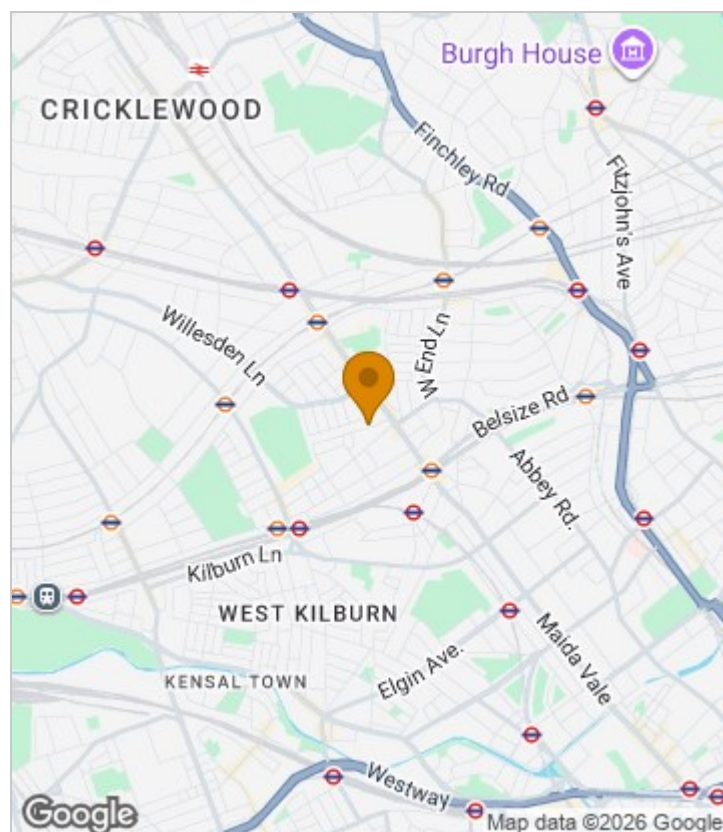 Burgh House
CRICKLEWOOD
Finchley Rd
Fitzjohn's Ave
Willesden Ln
W End Ln
Belsize Rd
Abbey Rd.
Kilburn Ln
WEST KILBURN
Maida Vale
Elgin Ave.
KENSAL TOWN
Westway
Google
Map data ©2026 Google